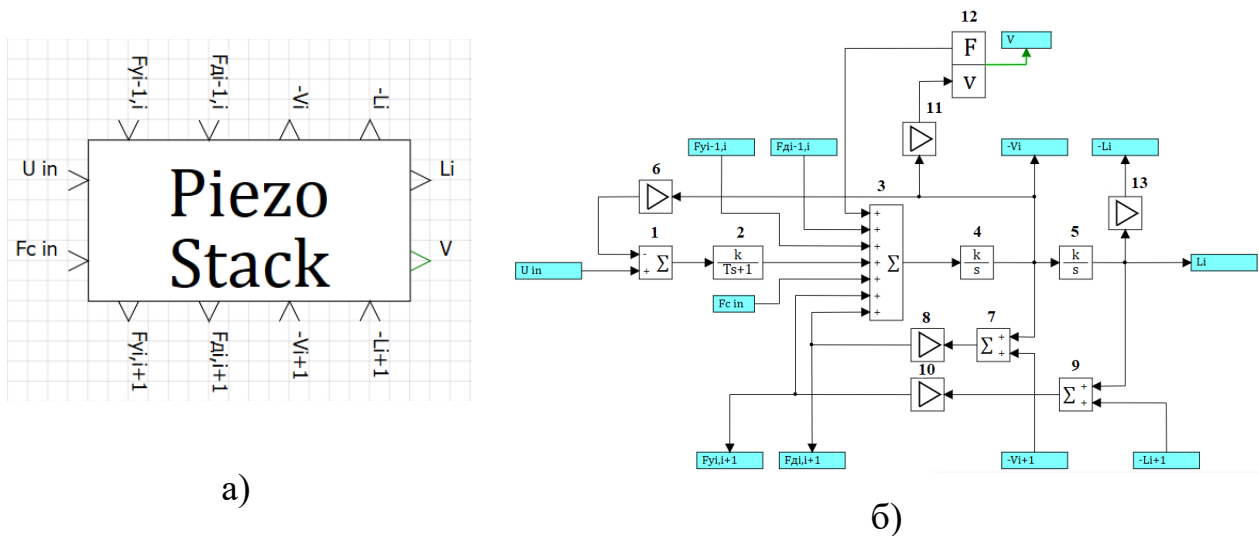 Fyi-1,i
Fдi-1,i
-Vi
-Li
U in
Fc in
Piezo
Stack
Li
V
Fyi,i+1
Fдi,i+1
-Vi+1
-Li+1
а)
12
F
V
V
11
Fyi-1,i
Fдi-1,i
-Vi
-Li
6
3
13
1
2
4
5
- 
+ Σ
k
Ts+1
+
+
+
+
+
+
+
Σ
k
s
k
s
U in
Fc in
Li
8
7
Σ +
+
10
9
Σ +
+
Fyi,i+1
Fдi,i+1
-Vi+1
-Li+1
б)